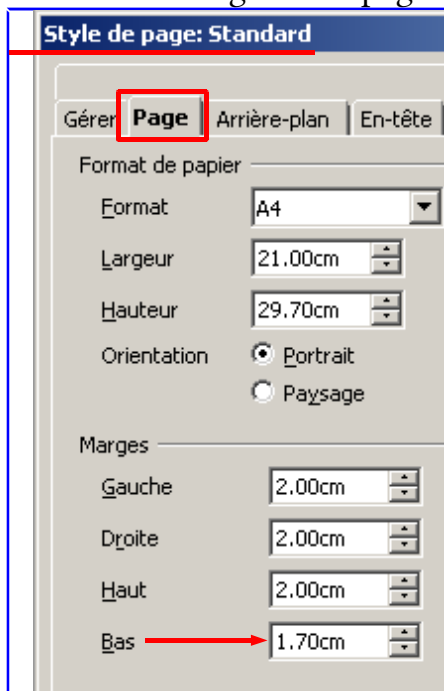 Style de page: Standard
Gérer Page Arrière-plan En-tête
Format de papier
Format A4
Largeur 21.00cm
Hauteur 29.70cm
Orientation Portrait
Paysage
Marges
Gauche 2.00cm
Droite 2.00cm
Haut 2.00cm
Bas 1.70cm